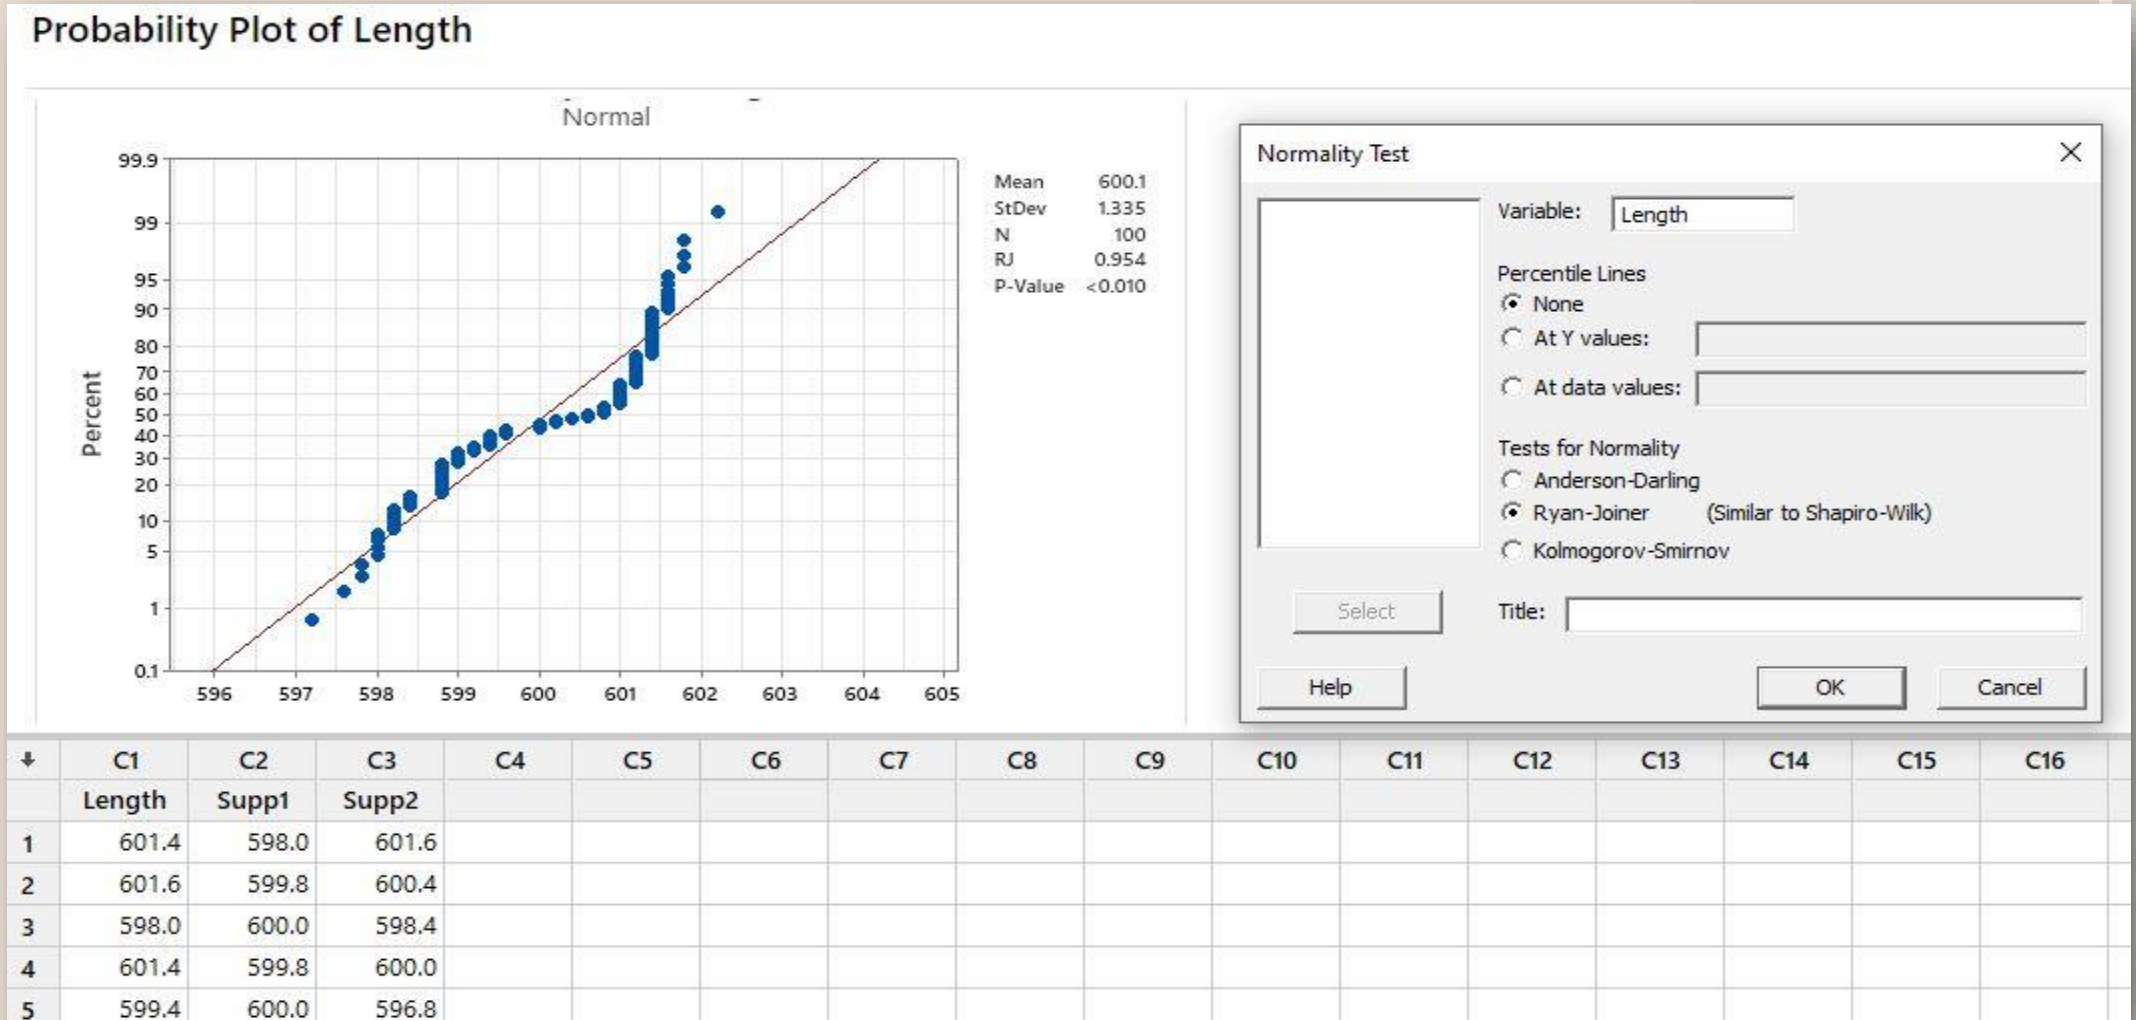 Probability Plot of Length
Normal
99.9
99
95
90
80
70
60
50
40
30
20
10
5
1
0.1
Percent
596 597 598 599 600 601 602 603 604 605
Mean 600.1
StDev 1.335
N 100
RJ 0.954
P-Value <0.010
Normality Test
Variable: Length
Percentile Lines
None
At Y values:
At data values:
Tests for Normality
Anderson-Darling
Ryan-Joiner (Similar to Shapiro-Wilk)
Kolmogorov-Smirnov
Select
Title:
Help OK Cancel
C1 C2 C3 C4 C5 C6 C7 C8 C9 C10 C11 C12 C13 C14 C15 C16
Length Supp1 Supp2
1 601.4 598.0 601.6
2 601.6 599.8 600.4
3 598.0 600.0 598.4
4 601.4 599.8 600.0
5 599.4 600.0 596.8